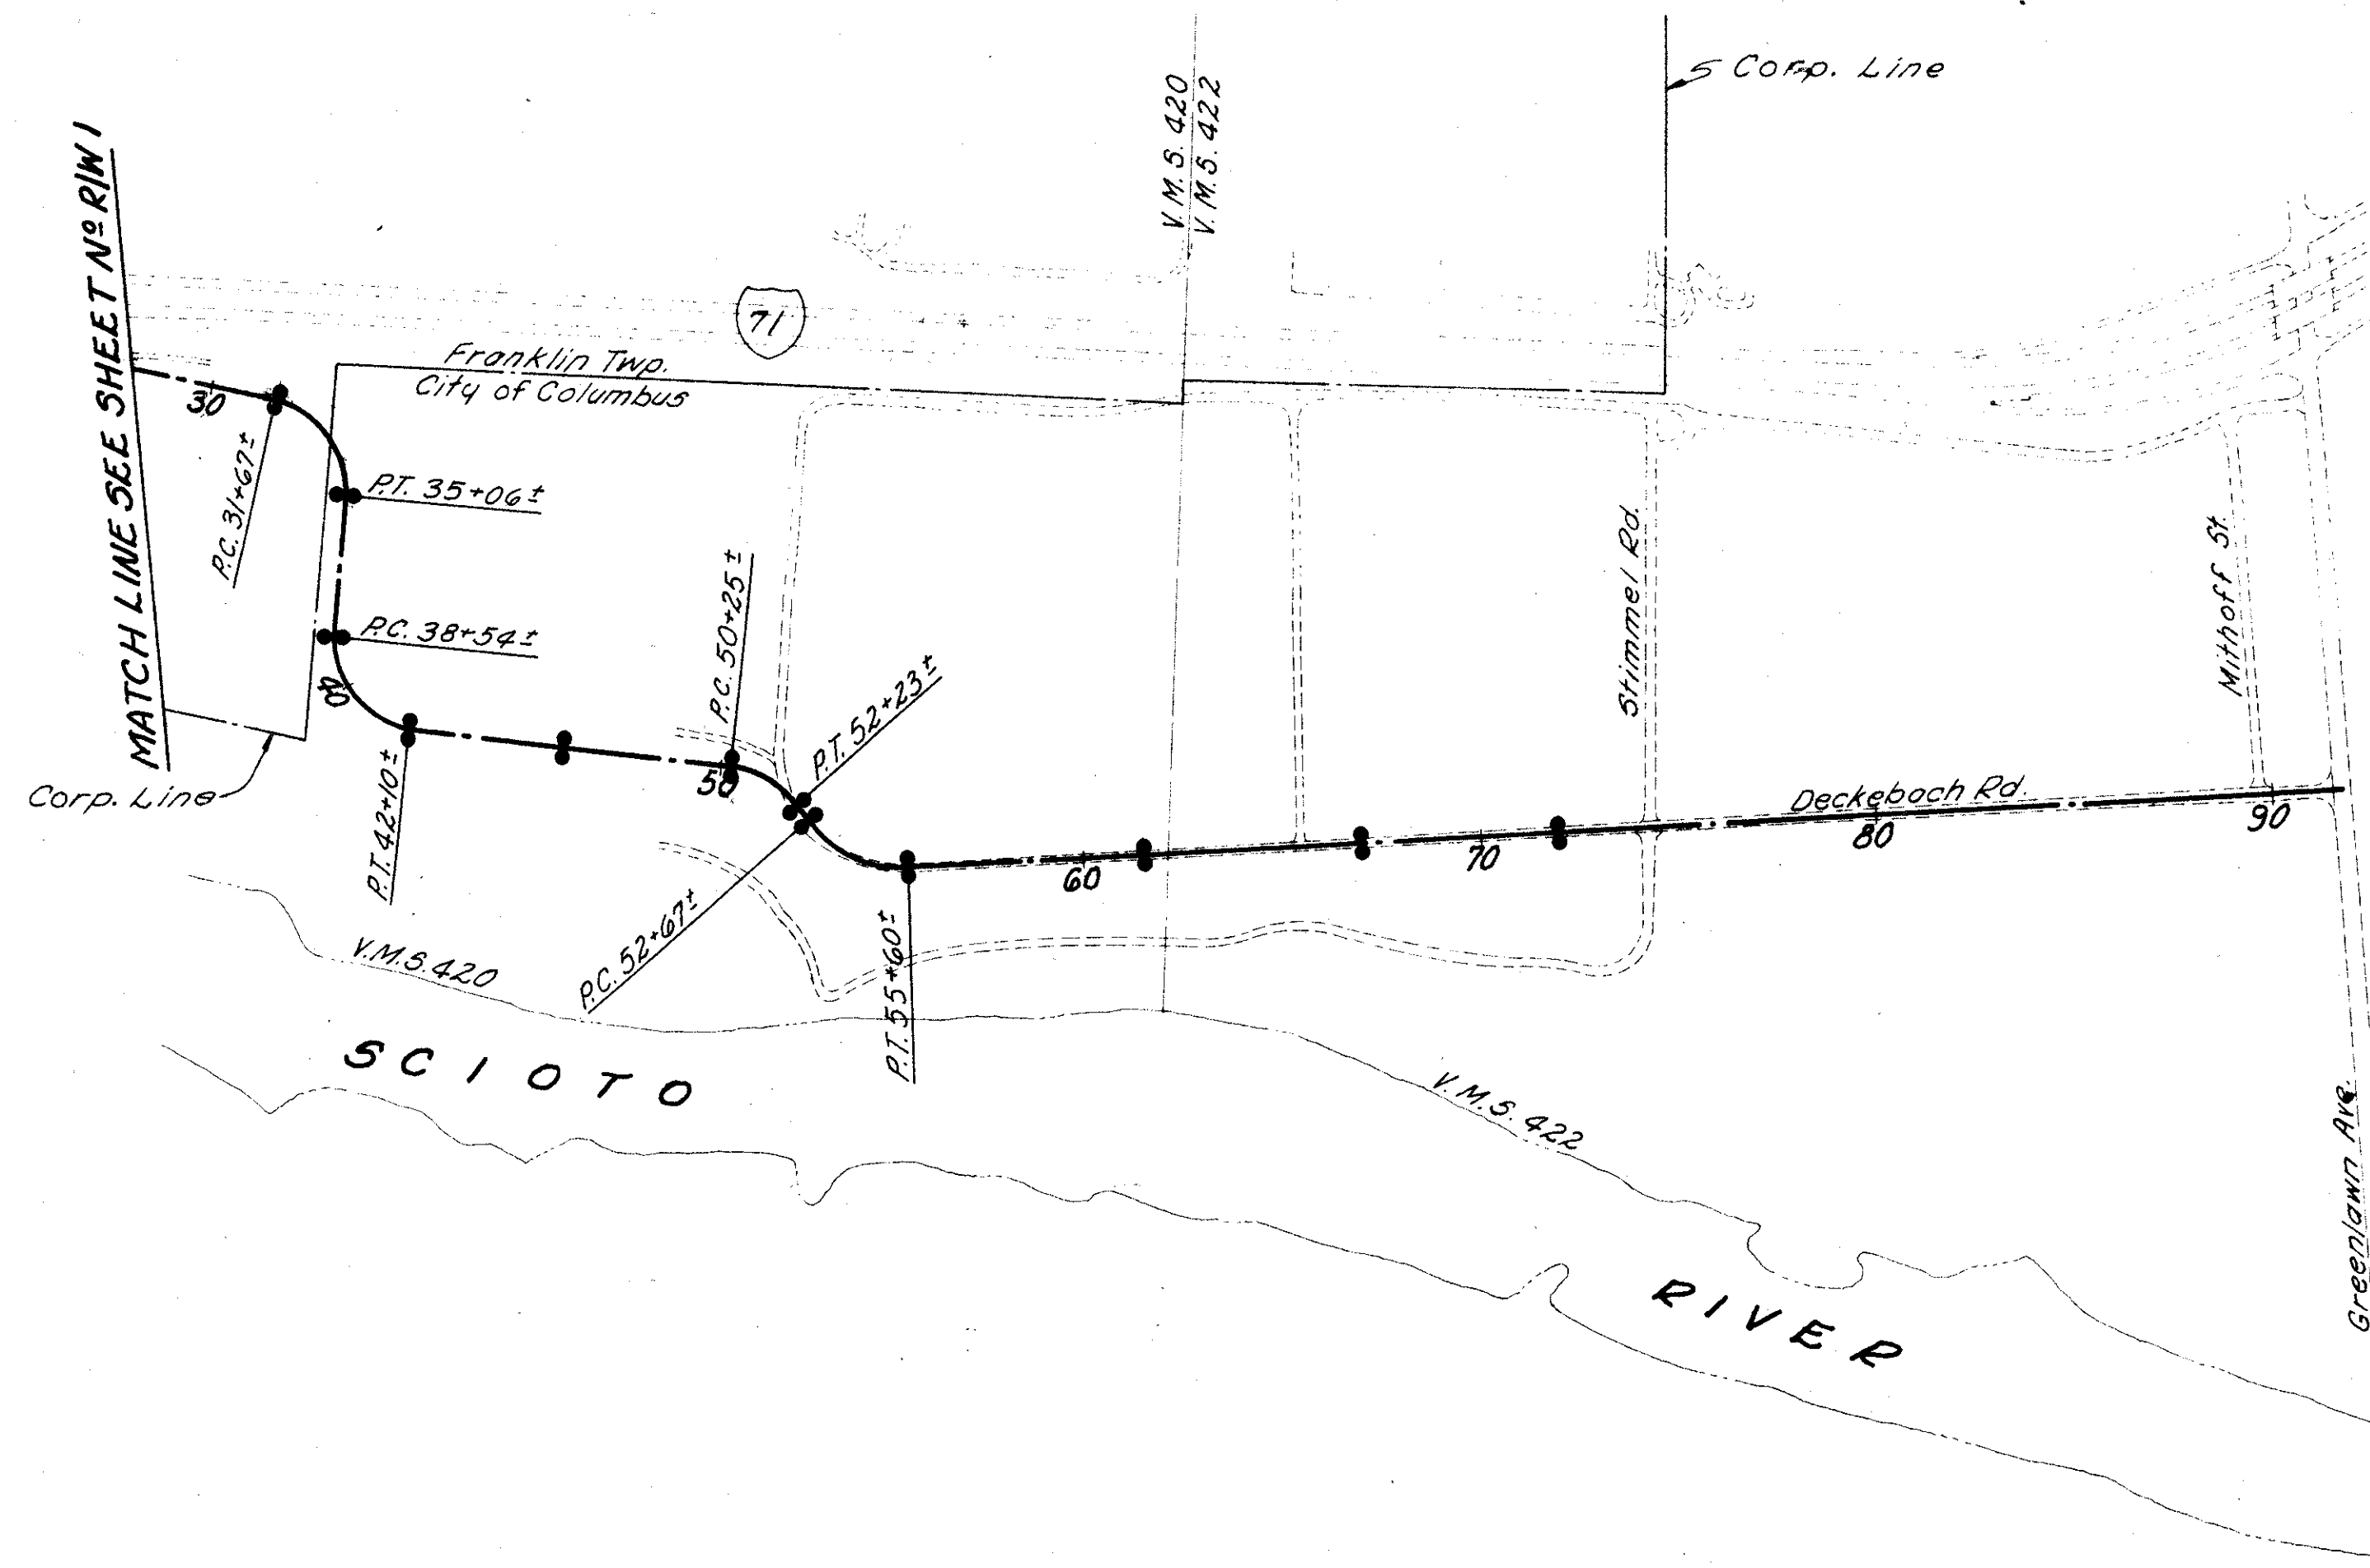 MATCH LINE SEE SHEET Nº R/W 1
V. M. S. 420
V. M. S. 422
Corp. Line
71
Franklin Twp.
City of Columbus
30
P.C. 31+67±
P.T. 35+06±
P.C. 38+54±
40
P.T. 42+10±
Corp. Line
P.C. 50+25±
50
P.T. 52+23±
P.C. 52+67±
P.T. 55+60±
60
70
80
90
Stimmel Rd.
Mithoff St.
Deckebach Rd.
Greenlawn Ave.
V.M.S. 420
V.M.S. 422
SCIOTO
RIVER